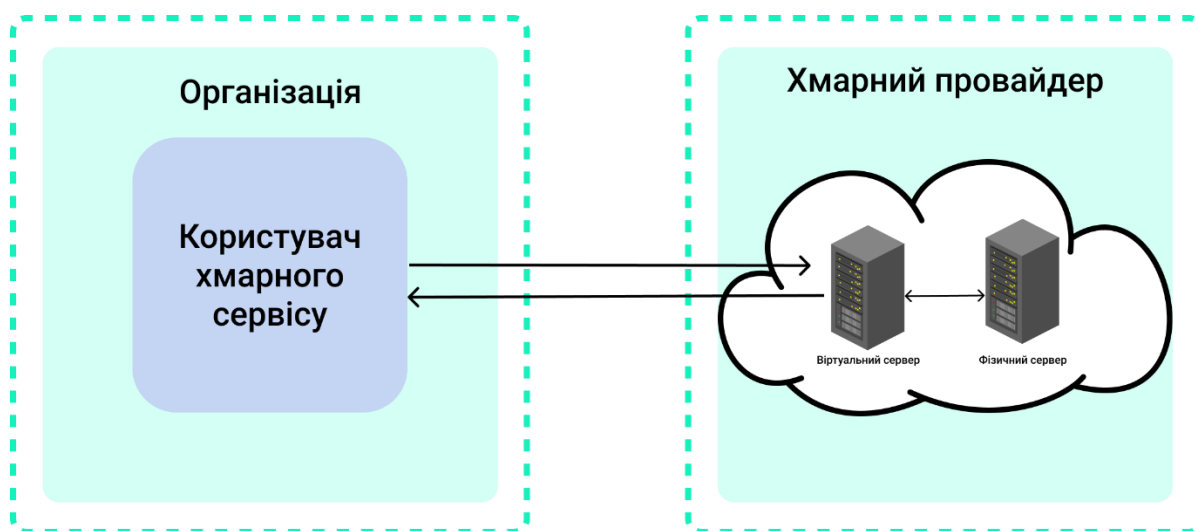 Організація
Користувач
хмарного
сервісу
Хмарний провайдер
Віртуальний сервер
Фізичний сервер